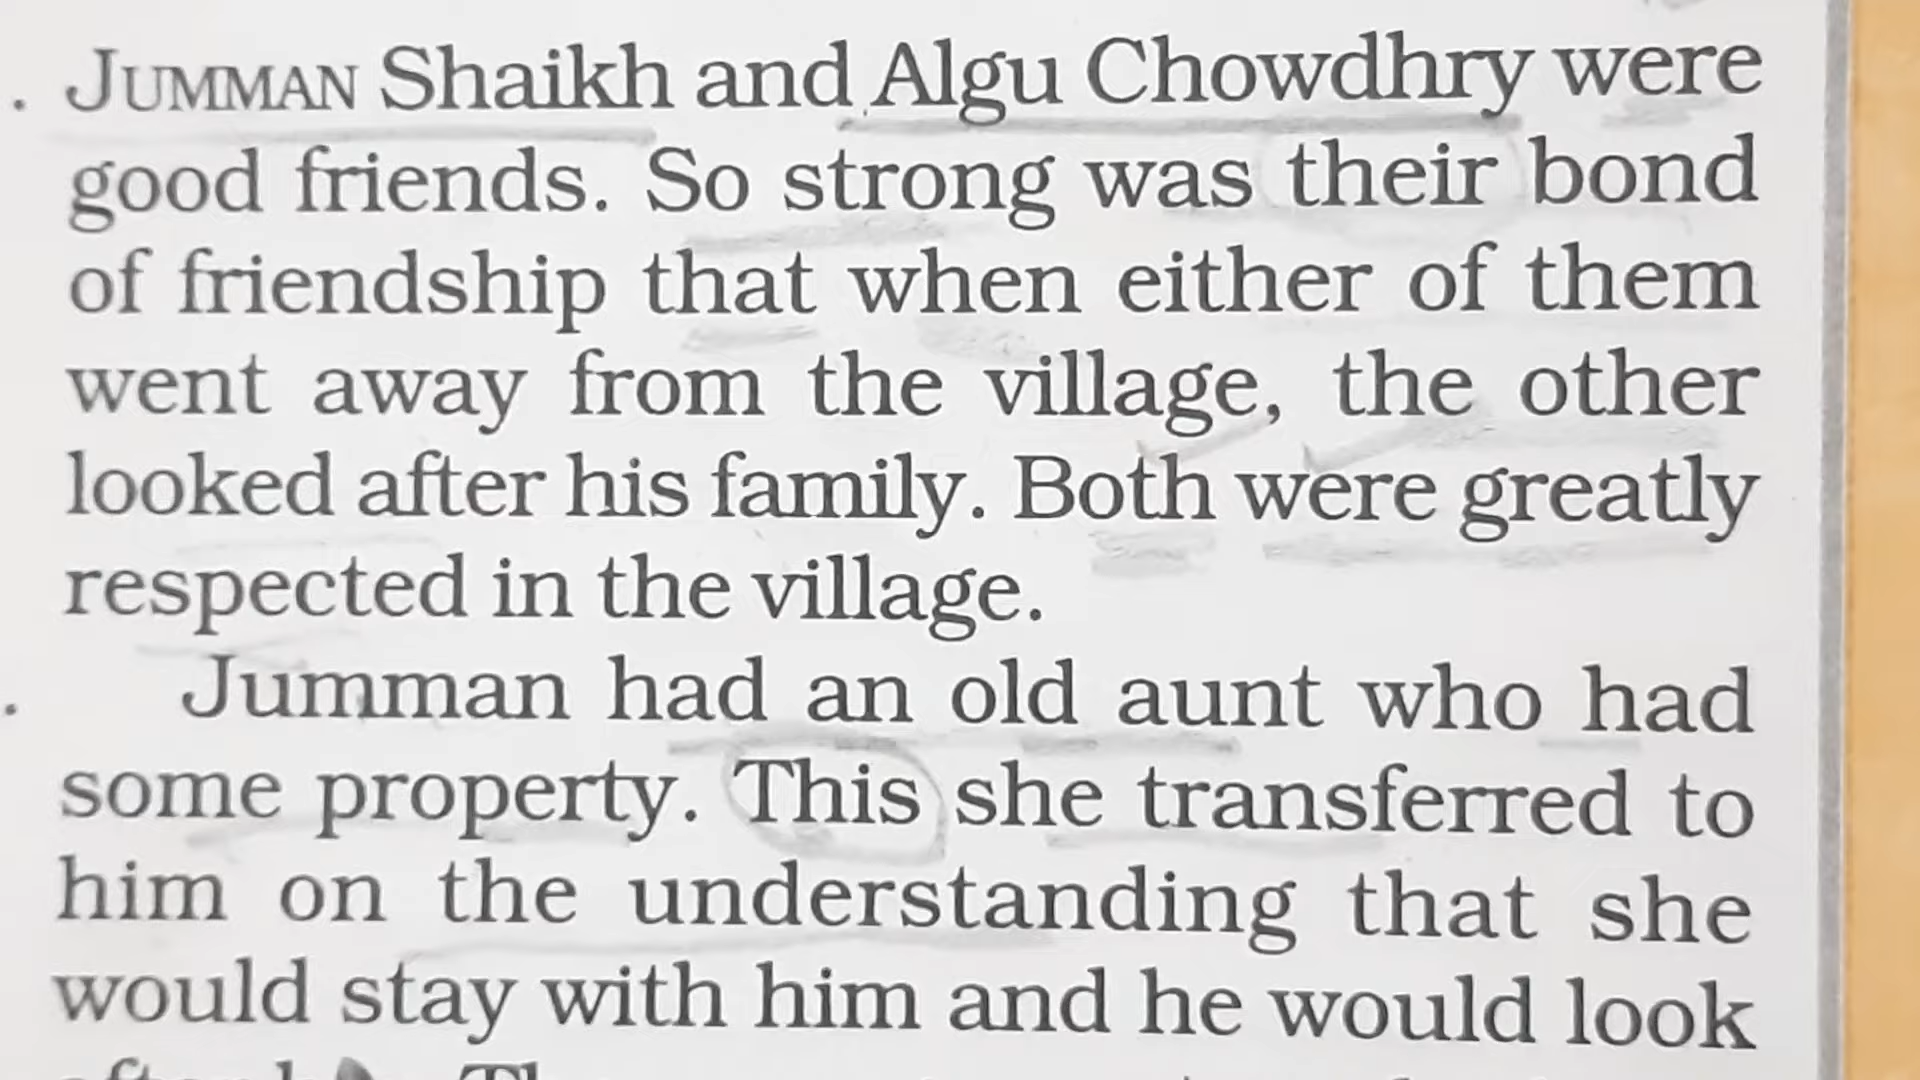 . JUMMAN Shaikh and Algu Chowdhry were
good friends. So strong was their bond
of friendship that when either of them
went away from the village, the other
looked after his family. Both were greatly
respected in the village.
. Jumman had an old aunt who had
some property. This she transferred to
him on the understanding that she
would stay with him and he would look